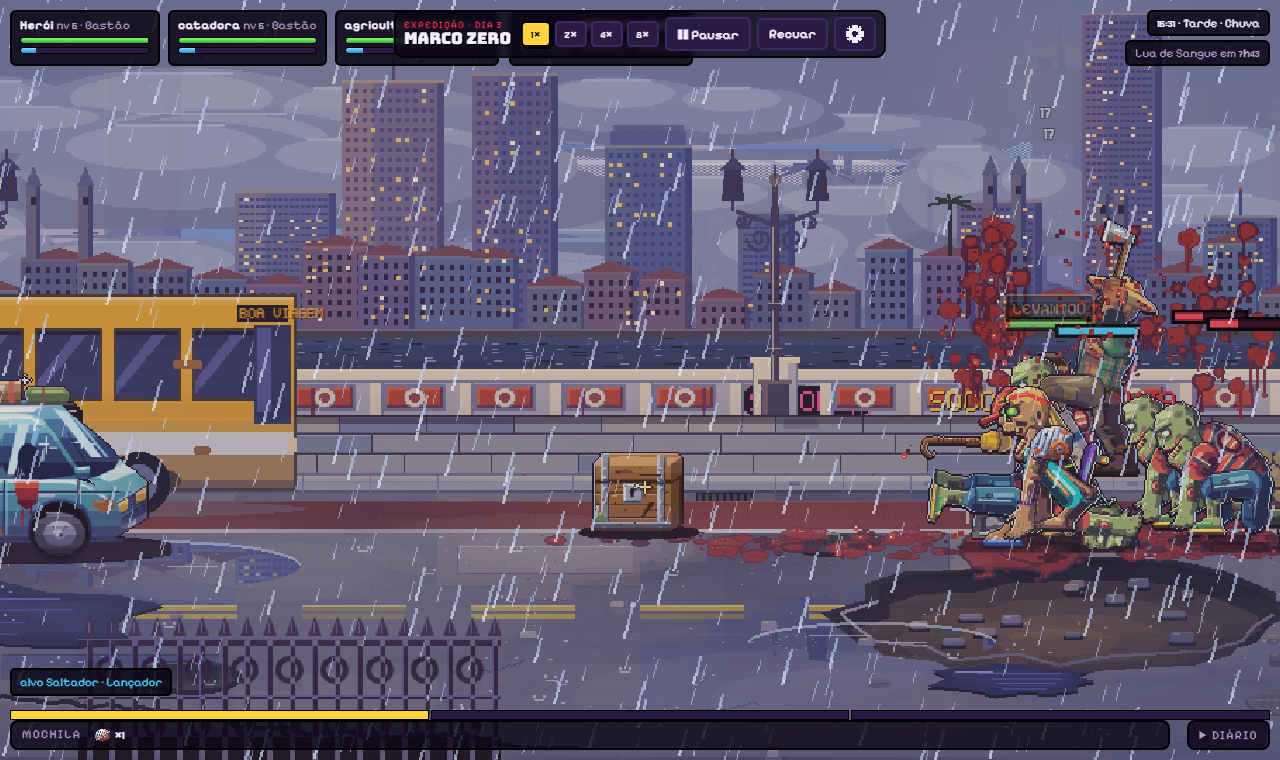 Herói nv 5 · Bastão
catadora nv 5 · Bastão
agricult
EXPEDIÇÃO · DIA 3
MARCO ZERO
1×
2×
4×
8×
Pausar
Recuar
15:31 · Tarde · Chuva
Lua de Sangue em 7h43
17
17
BOA VIAGEM
LEVANTOU
alvo Saltador · Lançador
MOCHILA
×1
DIÁRIO